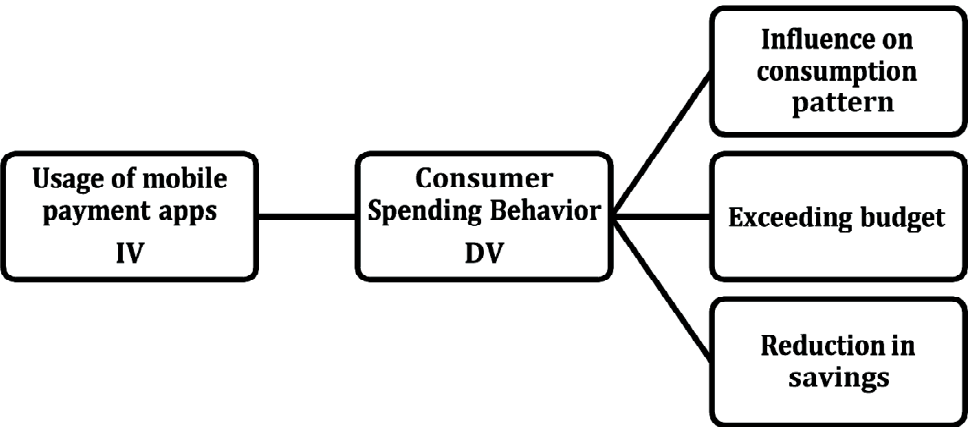 Usage of mobile
payment apps
IV
Consumer
Spending Behavior
DV
Influence on
consumption
pattern
Exceeding budget
Reduction in
savings